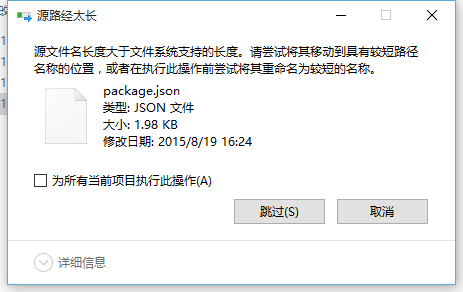 源路径太长
源文件名长度大于文件系统支持的长度。请尝试将其移动到具有较短路径
名称的位置，或者在执行此操作前尝试将其重命名为较短的名称。
package.json
类型: JSON 文件
大小: 1.98 KB
修改日期: 2015/8/19 16:24
为所有当前项目执行此操作(A)
跳过(S)
取消
详细信息